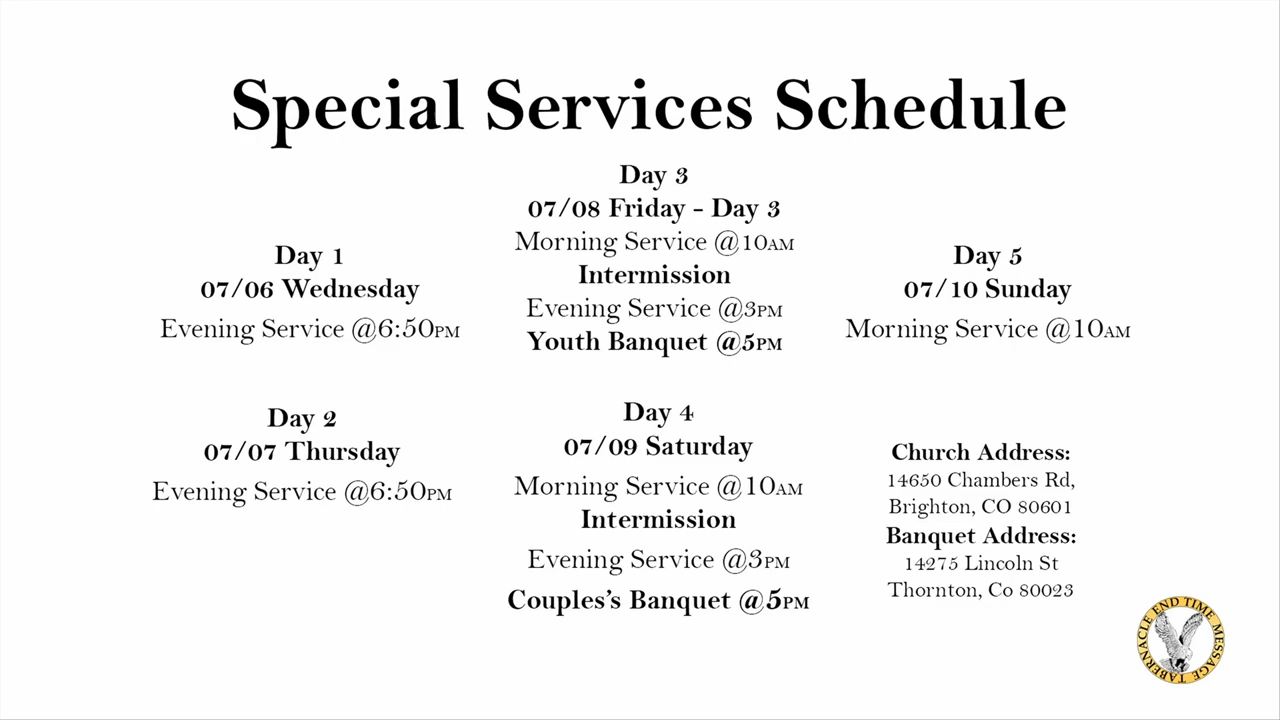 Special Services Schedule
Day 1
07/06 Wednesday
Evening Service @6:50PM
Day 2
07/07 Thursday
Evening Service @6:50PM
Day 3
07/08 Friday - Day 3
Morning Service @10AM
Intermission
Evening Service @3PM
Youth Banquet @5PM
Day 4
07/09 Saturday
Morning Service @10AM
Intermission
Evening Service @3PM
Couples's Banquet @5PM
Day 5
07/10 Sunday
Morning Service @10AM
Church Address:
14650 Chambers Rd,
Brighton, CO 80601
Banquet Address:
14275 Lincoln St
Thornton, Co 80023
END TIME MESSAGE TABERNACLE